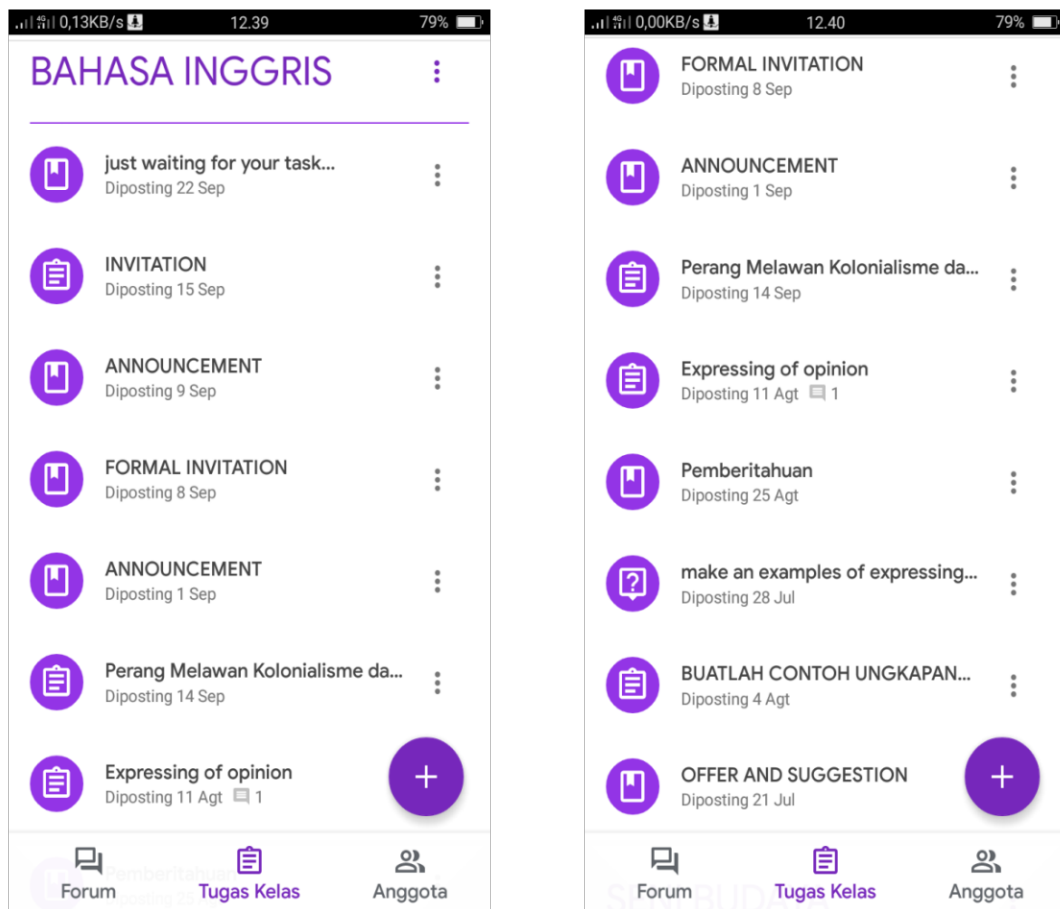 0,13KB/s 12.39 79%
BAHASA INGGRIS
just waiting for your task...
Diposting 22 Sep
INVITATION
Diposting 15 Sep
ANNOUNCEMENT
Diposting 9 Sep
FORMAL INVITATION
Diposting 8 Sep
ANNOUNCEMENT
Diposting 1 Sep
Perang Melawan Kolonialisme da...
Diposting 14 Sep
Expressing of opinion
Diposting 11 Agt 1
Pemberitahuan
Forum Tugas Kelas Anggota
0,00KB/s 12.40 79%
FORMAL INVITATION
Diposting 8 Sep
ANNOUNCEMENT
Diposting 1 Sep
Perang Melawan Kolonialisme da...
Diposting 14 Sep
Expressing of opinion
Diposting 11 Agt 1
Pemberitahuan
Diposting 25 Agt
make an examples of expressing...
Diposting 28 Jul
BUATLAH CONTOH UNGKAPAN...
Diposting 4 Agt
OFFER AND SUGGESTION
Diposting 21 Jul
Forum Tugas Kelas Anggota